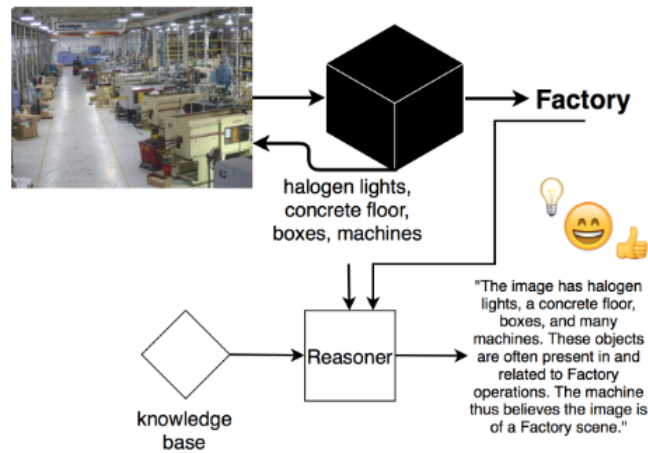 Factory
halogen lights,
concrete floor,
boxes, machines
"The image has halogen
lights, a concrete floor,
boxes, and many
machines. These objects
are often present in and
related to Factory
operations. The machine
thus believes the image is
of a Factory scene."
Reasoner
knowledge
base